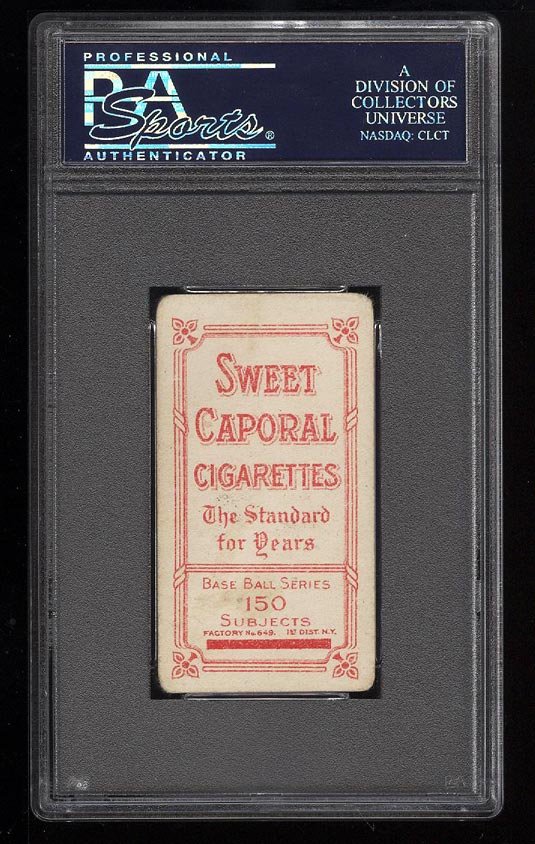 PROFESSIONAL
PSA
Sports®
AUTHENTICATOR
A
DIVISION OF
COLLECTORS
UNIVERSE
NASDAQ: CLCT
SWEET
CAPORAL
CIGARETTES
The Standard
for Years
BASE BALL SERIES
150
SUBJECTS
FACTORY No. 649. 1ST DIST. N.Y.
PSA